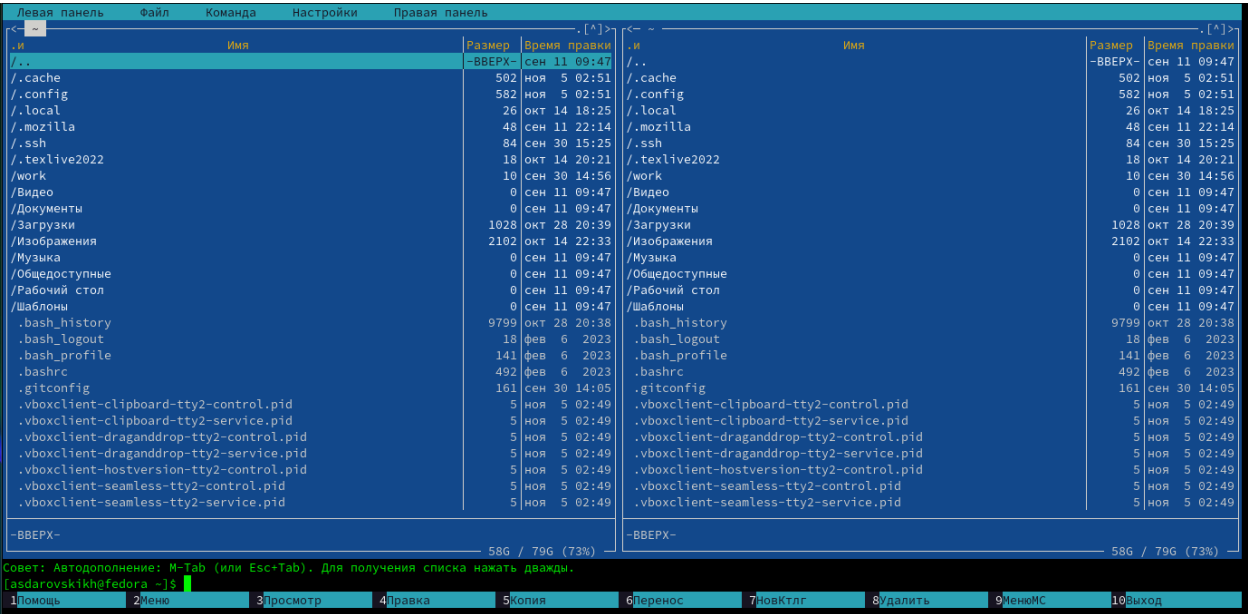 Левая панель Файл Команда Настройки Правая панель
┌<─ ~ ─.[^]>┐┌<─ ~ ─.[^]>┐
.и Имя │Размер │Время правки││.и Имя │Размер │Время правки
/.. │-ВВЕРХ-│сен 11 09:47││/.. │-ВВЕРХ-│сен 11 09:47
/.cache │ 502│ноя 5 02:51││/.cache │ 502│ноя 5 02:51
/.config │ 582│ноя 5 02:51││/.config │ 582│ноя 5 02:51
/.local │ 26│окт 14 18:25││/.local │ 26│окт 14 18:25
/.mozilla │ 48│сен 11 22:14││/.mozilla │ 48│сен 11 22:14
/.ssh │ 84│сен 30 15:25││/.ssh │ 84│сен 30 15:25
/.texlive2022 │ 18│окт 14 20:21││/.texlive2022 │ 18│окт 14 20:21
/work │ 10│сен 30 14:56││/work │ 10│сен 30 14:56
/Видео │ 0│сен 11 09:47││/Видео │ 0│сен 11 09:47
/Документы │ 0│сен 11 09:47││/Документы │ 0│сен 11 09:47
/Загрузки │ 1028│окт 28 20:39││/Загрузки │ 1028│окт 28 20:39
/Изображения │ 2102│окт 14 22:33││/Изображения │ 2102│окт 14 22:33
/Музыка │ 0│сен 11 09:47││/Музыка │ 0│сен 11 09:47
/Общедоступные │ 0│сен 11 09:47││/Общедоступные │ 0│сен 11 09:47
/Рабочий стол │ 0│сен 11 09:47││/Рабочий стол │ 0│сен 11 09:47
/Шаблоны │ 0│сен 11 09:47││/Шаблоны │ 0│сен 11 09:47
.bash_history │ 9799│окт 28 20:38││ .bash_history │ 9799│окт 28 20:38
.bash_logout │ 18│фев 6 2023││ .bash_logout │ 18│фев 6 2023
.bash_profile │ 141│фев 6 2023││ .bash_profile │ 141│фев 6 2023
.bashrc │ 492│фев 6 2023││ .bashrc │ 492│фев 6 2023
.gitconfig │ 161│сен 30 14:05││ .gitconfig │ 161│сен 30 14:05
.vboxclient-clipboard-tty2-control.pid │ 5│ноя 5 02:49││ .vboxclient-clipboard-tty2-control.pid │ 5│ноя 5 02:49
.vboxclient-clipboard-tty2-service.pid │ 5│ноя 5 02:49││ .vboxclient-clipboard-tty2-service.pid │ 5│ноя 5 02:49
.vboxclient-draganddrop-tty2-control.pid │ 5│ноя 5 02:49││ .vboxclient-draganddrop-tty2-control.pid │ 5│ноя 5 02:49
.vboxclient-draganddrop-tty2-service.pid │ 5│ноя 5 02:49││ .vboxclient-draganddrop-tty2-service.pid │ 5│ноя 5 02:49
.vboxclient-hostversion-tty2-control.pid │ 5│ноя 5 02:49││ .vboxclient-hostversion-tty2-control.pid │ 5│ноя 5 02:49
.vboxclient-seamless-tty2-control.pid │ 5│ноя 5 02:49││ .vboxclient-seamless-tty2-control.pid │ 5│ноя 5 02:49
.vboxclient-seamless-tty2-service.pid │ 5│ноя 5 02:49││ .vboxclient-seamless-tty2-service.pid │ 5│ноя 5 02:49
-ВВЕРХ- -ВВЕРХ-
58G / 79G (73%) 58G / 79G (73%)
Совет: Автодополнение: M-Tab (или Esc+Tab). Для получения списка нажать дважды.
[asdarovskikh@fedora ~]$
1Помощь 2Меню 3Просмотр 4Правка 5Копия 6Перенос 7НовКтлг 8Удалить 9МенюMC 10Выход